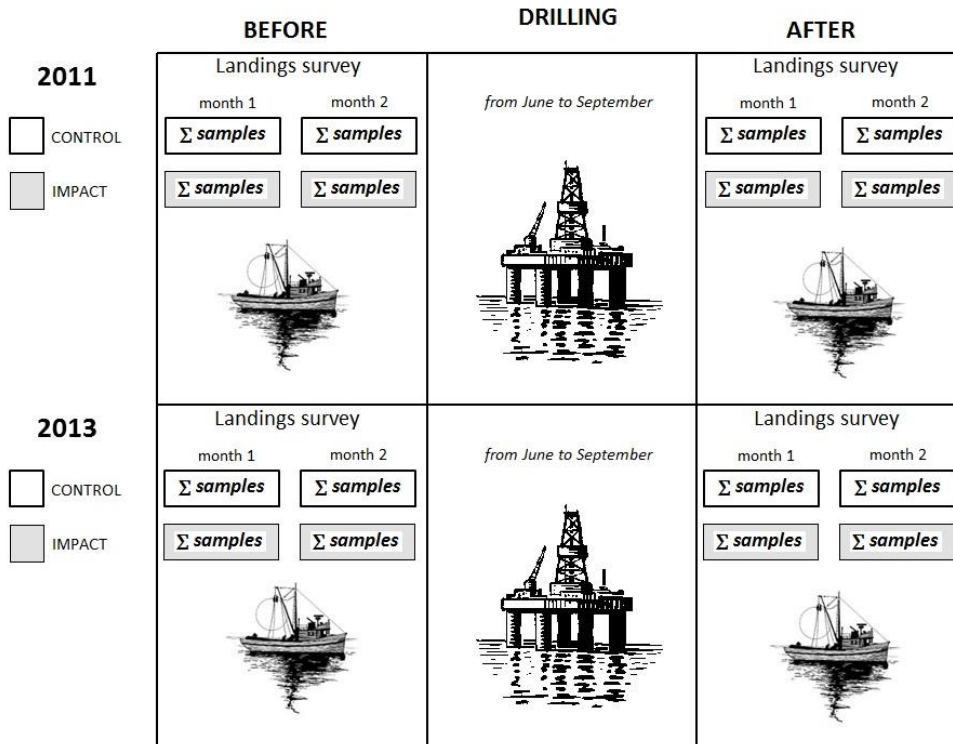 BEFORE DRILLING AFTER
2011
CONTROL
IMPACT
Landings survey
month 1 month 2
Σ samples Σ samples
Σ samples Σ samples
from June to September
Landings survey
month 1 month 2
Σ samples Σ samples
Σ samples Σ samples
2013
CONTROL
IMPACT
Landings survey
month 1 month 2
Σ samples Σ samples
Σ samples Σ samples
from June to September
Landings survey
month 1 month 2
Σ samples Σ samples
Σ samples Σ samples